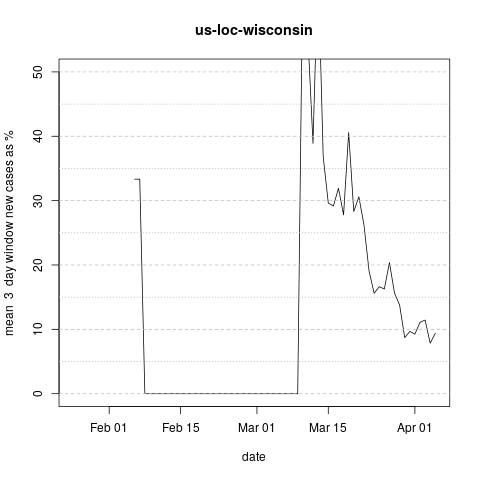 us-loc-wisconsin
mean 3 day window new cases as %
50
40
30
20
10
0
Feb 01 Feb 15 Mar 01 Mar 15 Apr 01
date